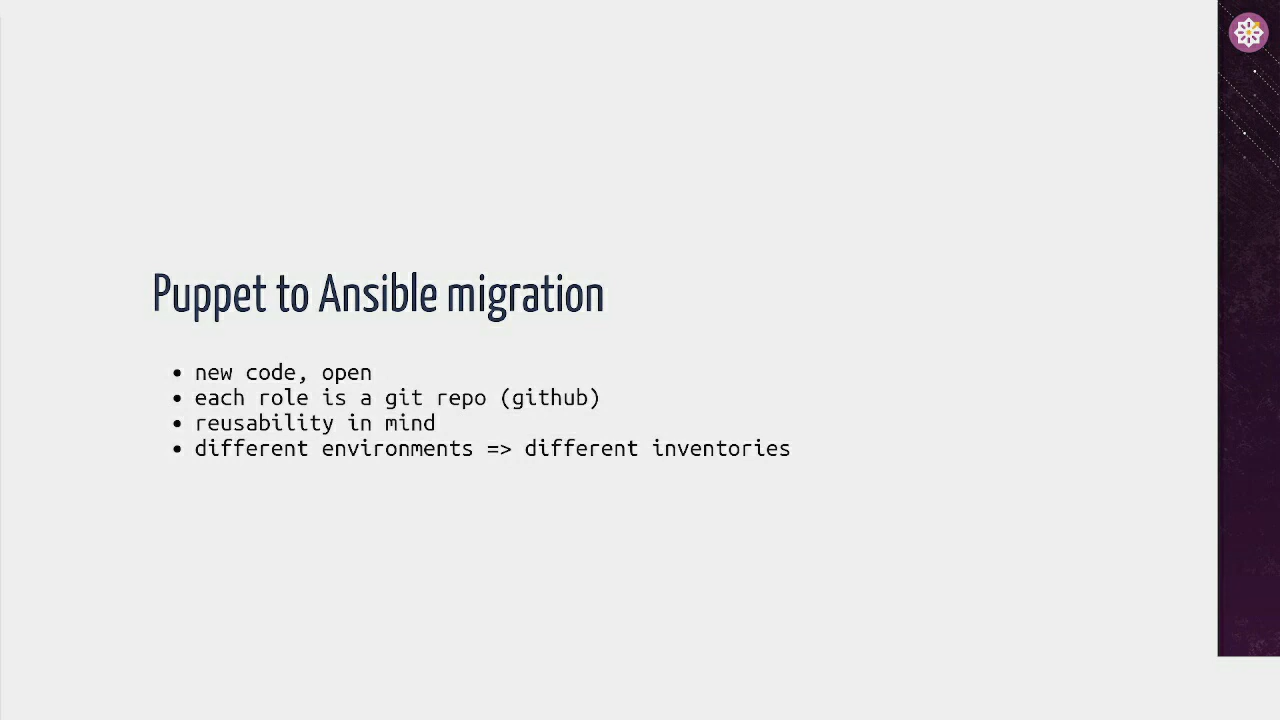 Puppet to Ansible migration
• new code, open
• each role is a git repo (github)
• reusability in mind
• different environments => different inventories